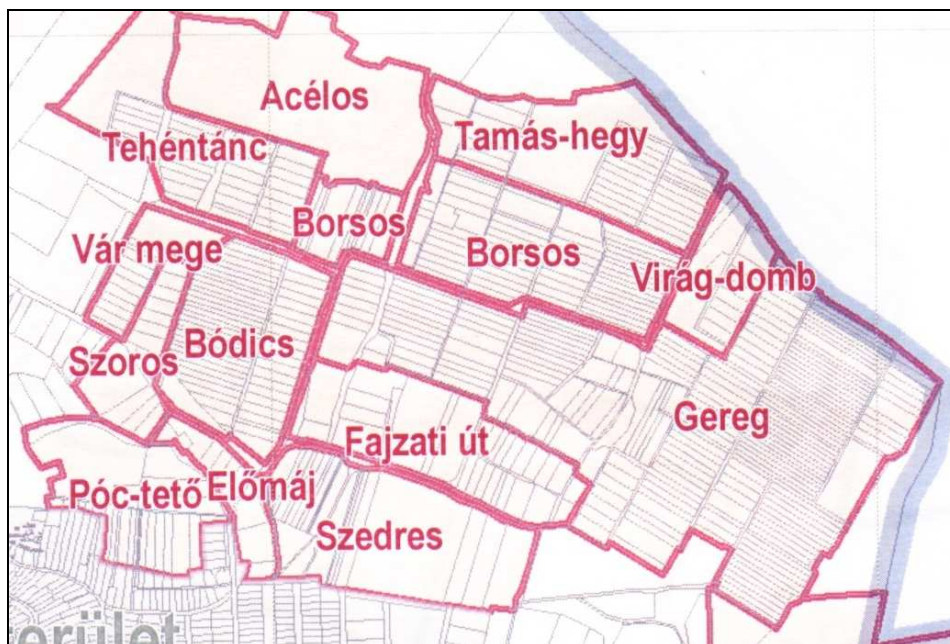 Acélos
Tamás-hegy
Tehéntánc
Borsos
Borsos
Vár mege
Virág-domb
Bódics
Szoros
Gereg
Fajzati út
Póc-tető
Előmáj
Szedres
erület